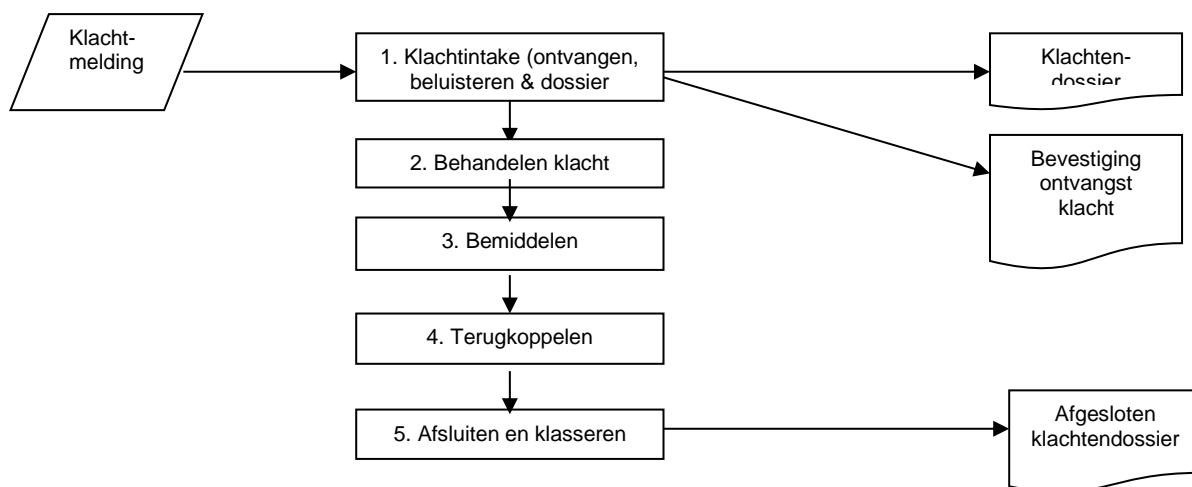 Klacht-
melding
1. Klachtintake (ontvangen,
beluisteren & dossier
Klachten-
dossier
Bevestiging
ontvangst
klacht
2. Behandelen klacht
3. Bemiddelen
4. Terugkoppelen
5. Afsluiten en klasseren
Afgesloten
klachtendossier